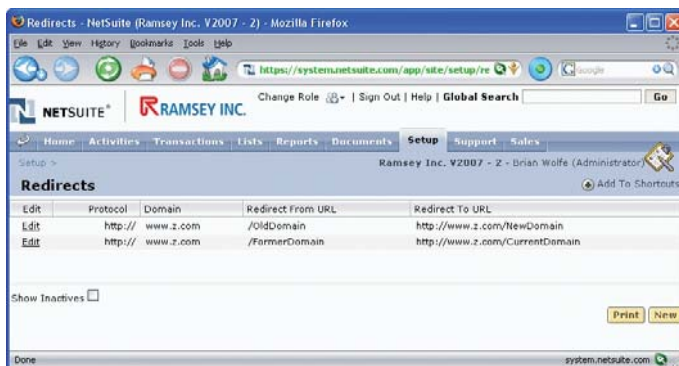 Redirects - NetSuite (Ramsey Inc. V2007 - 2) - Mozilla Firefox
File Edit View History Bookmarks Tools Help
https://system.netsuite.com/app/site/setup/re Google
NETSUITE® RAMSEY INC. Change Role | Sign Out | Help | Global Search Go
Home Activities Transactions Lists Reports Documents Setup Support Sales
Setup > Ramsey Inc. V2007 - 2 - Brian Wolfe (Administrator)
Redirects Add To Shortcuts
Edit Protocol Domain Redirect From URL Redirect To URL
Edit http:// www.z.com /OldDomain http://www.z.com/NewDomain
Edit http:// www.z.com /FormerDomain http://www.z.com/CurrentDomain
Show Inactives
Print New
Done system.netsuite.com